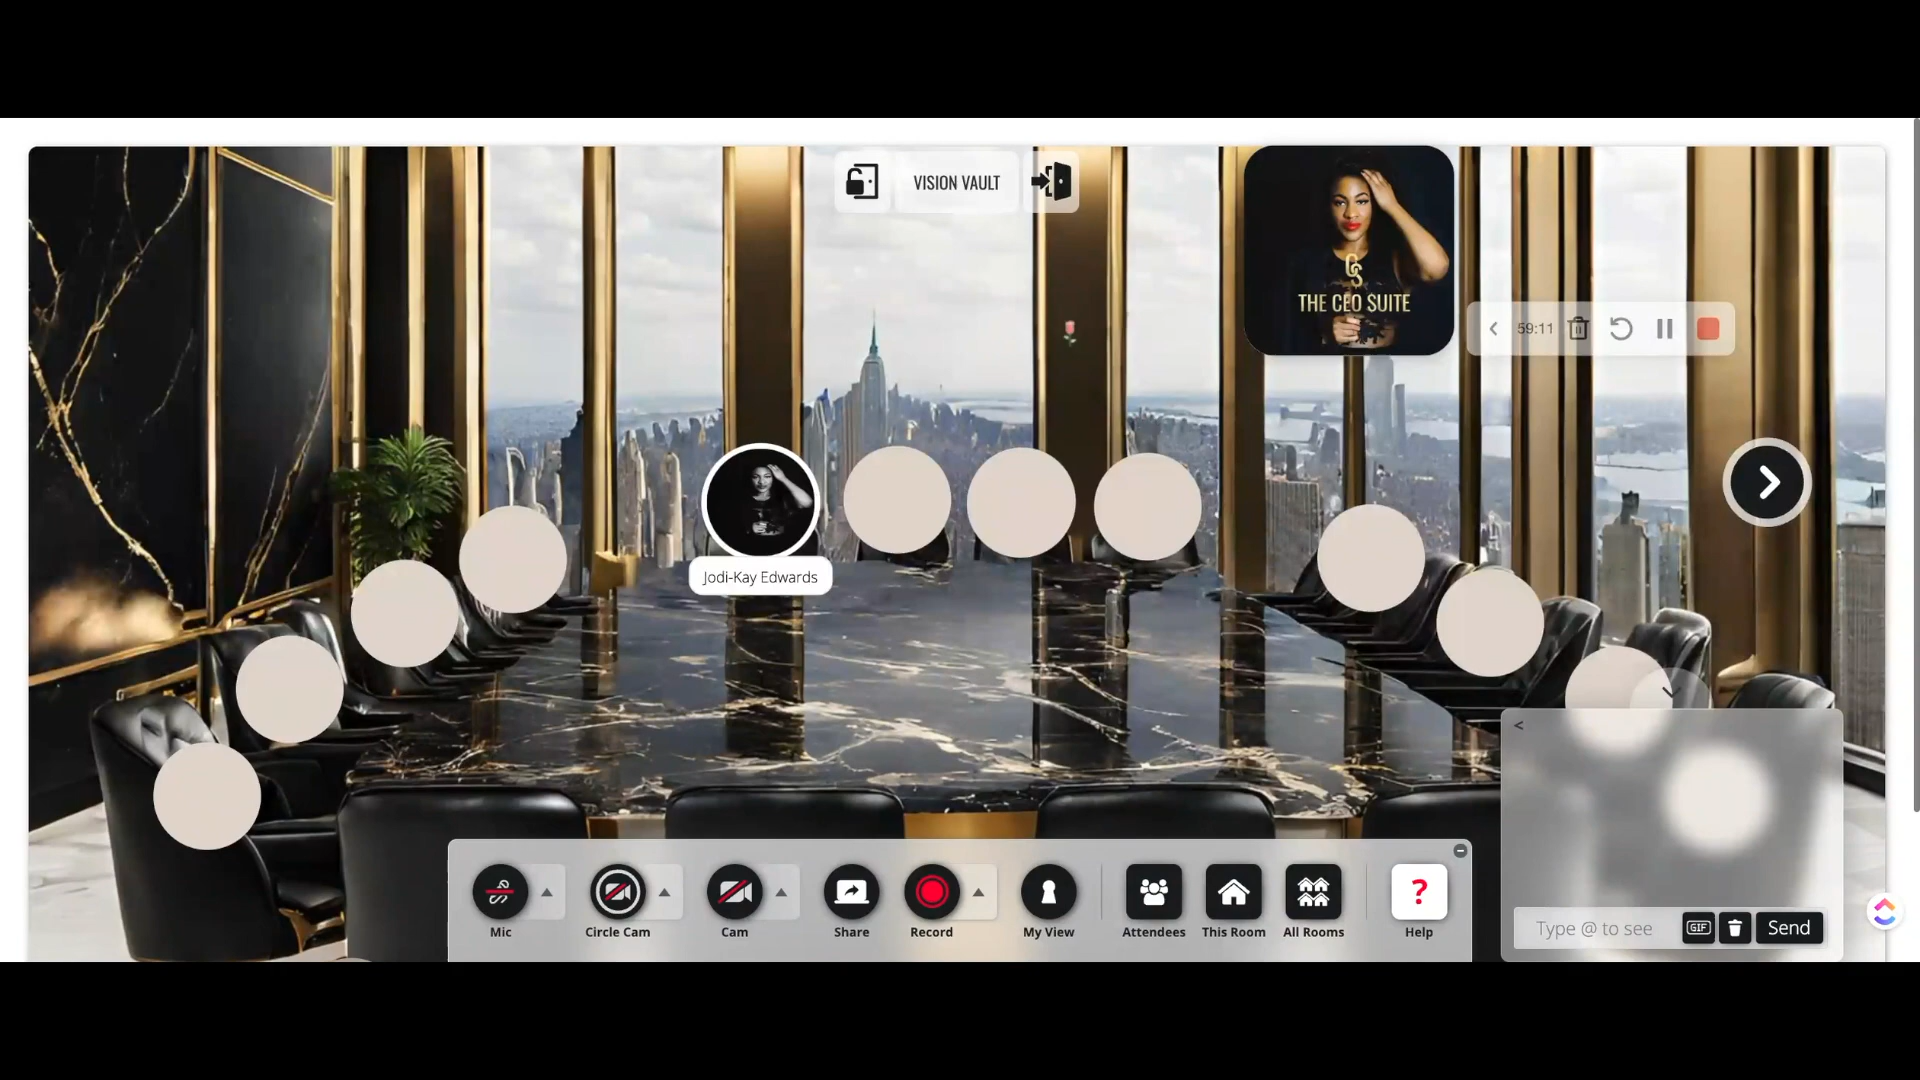 VISION VAULT
THE CEO SUITE
59:11
Jodi-Kay Edwards
<
Mic
Circle Cam
Cam
Share
Record
My View
Attendees
This Room
All Rooms
?
Help
Type @ to see
GIF
Send